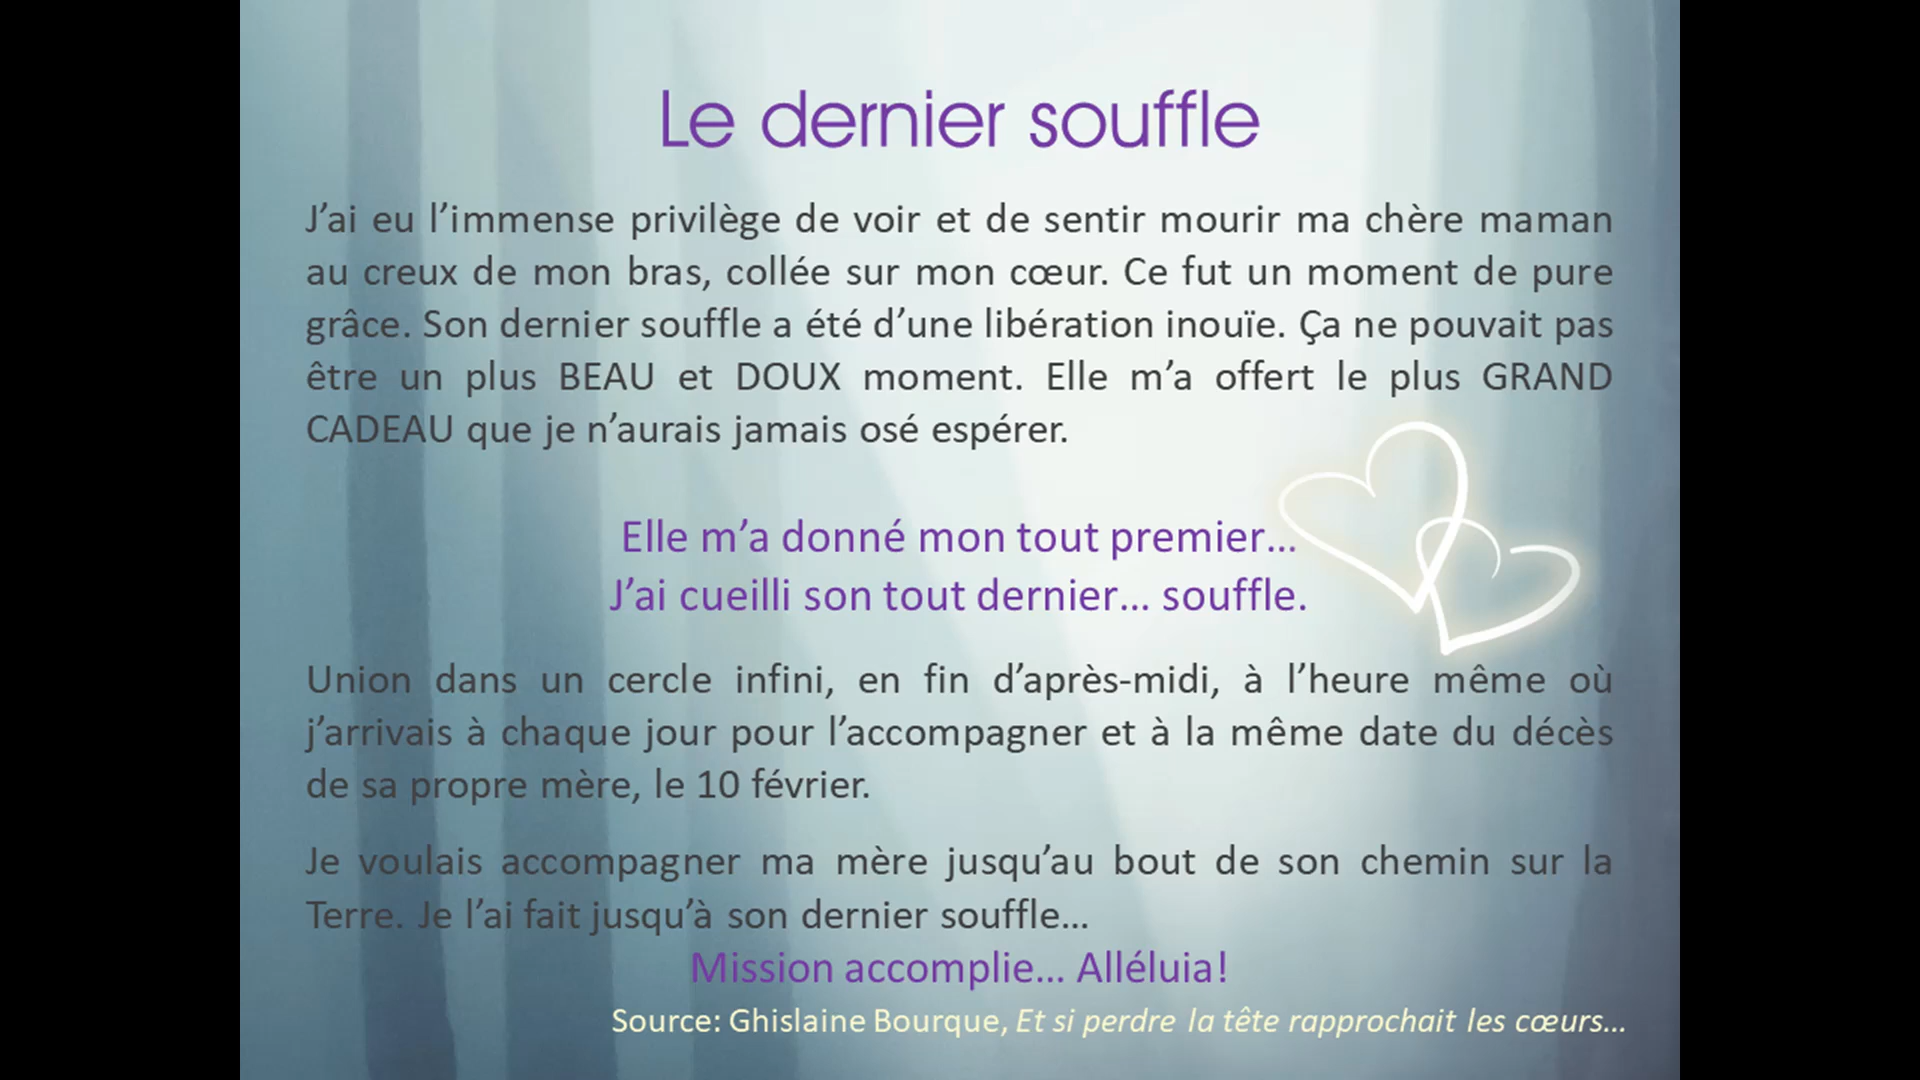 Le dernier souffle
J’ai eu l’immense privilège de voir et de sentir mourir ma chère maman
au creux de mon bras, collée sur mon cœur. Ce fut un moment de pure
grâce. Son dernier souffle a été d’une libération inouïe. Ça ne pouvait pas
être un plus BEAU et DOUX moment. Elle m’a offert le plus GRAND
CADEAU que je n’aurais jamais osé espérer.
Elle m’a donné mon tout premier…
J’ai cueilli son tout dernier… souffle.
Union dans un cercle infini, en fin d’après-midi, à l’heure même où
j’arrivais à chaque jour pour l’accompagner et à la même date du décès
de sa propre mère, le 10 février.
Je voulais accompagner ma mère jusqu’au bout de son chemin sur la
Terre. Je l’ai fait jusqu’à son dernier souffle…
Mission accomplie… Alléluia!
Source: Ghislaine Bourque, Et si perdre la tête rapprochait les cœurs…